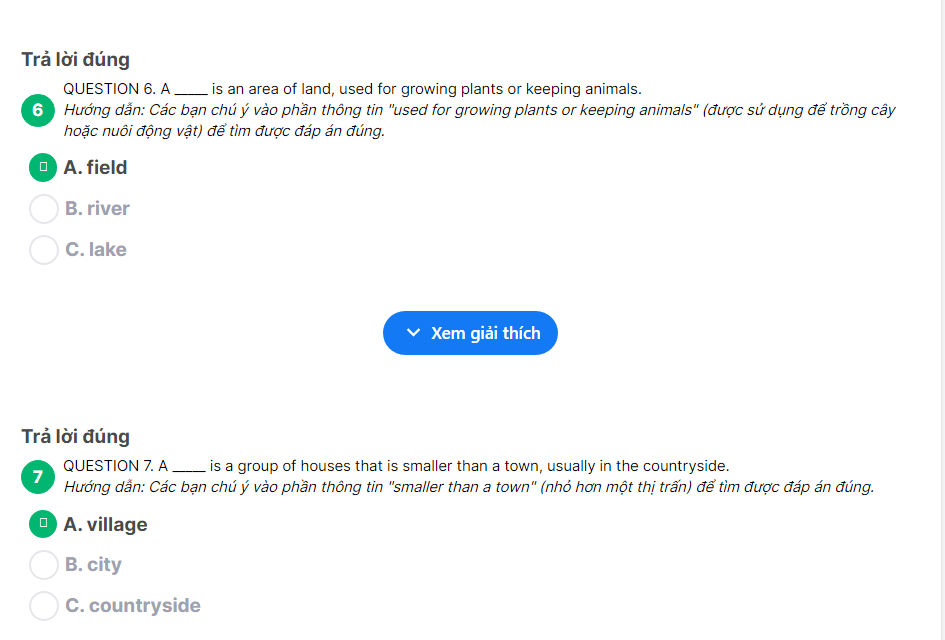 Trả lời đúng
QUESTION 6. A _____ is an area of land, used for growing plants or keeping animals.
6
Hướng dẫn: Các bạn chú ý vào phần thông tin "used for growing plants or keeping animals" (được sử dụng để trồng cây
hoặc nuôi động vật) để tìm được đáp án đúng.
A. field
B. river
C. lake
Xem giải thích
Trả lời đúng
QUESTION 7. A _____ is a group of houses that is smaller than a town, usually in the countryside.
7
Hướng dẫn: Các bạn chú ý vào phần thông tin "smaller than a town" (nhỏ hơn một thị trấn) để tìm được đáp án đúng.
A. village
B. city
C. countryside